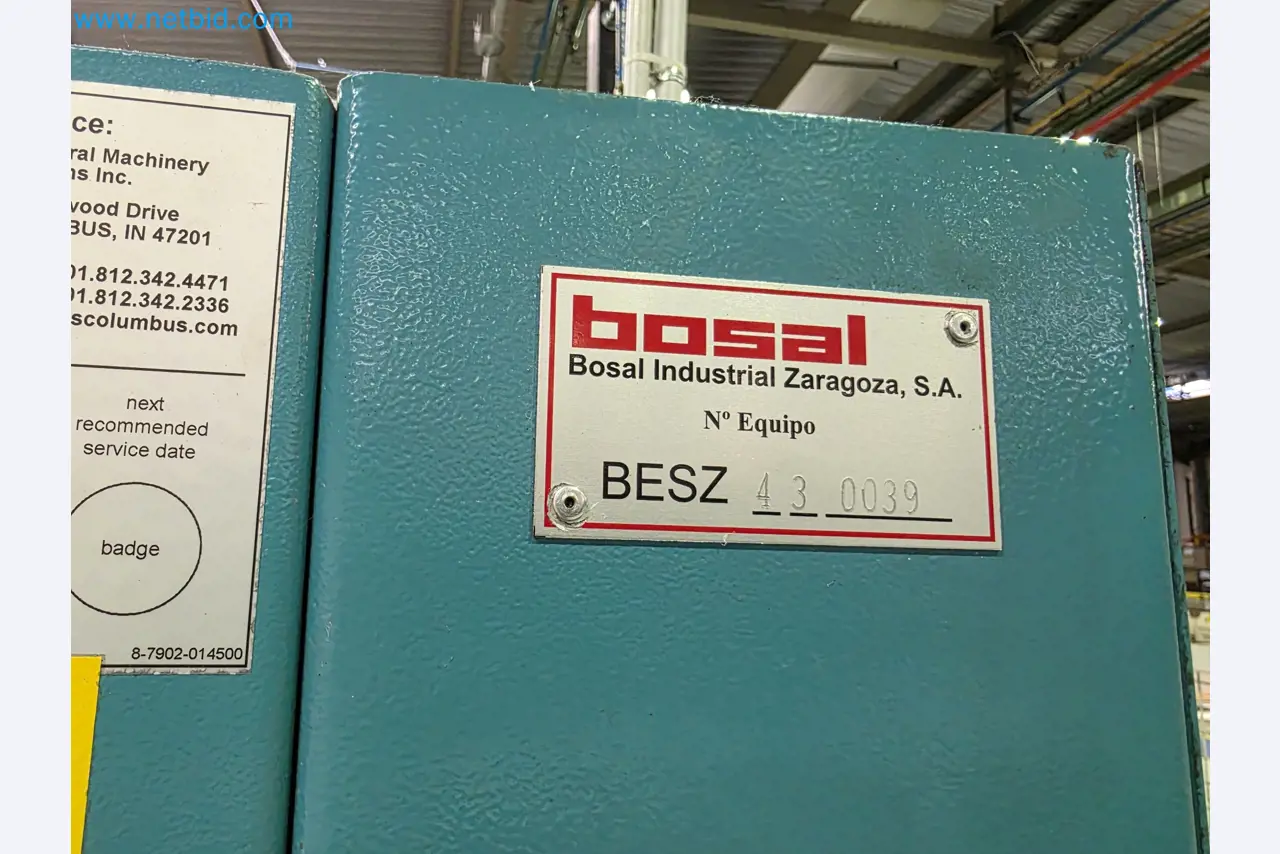 www.netbid.com
ce:
ral Machinery
ns Inc.
wood Drive
BUS, IN 47201
01.812.342.4471
01.812.342.2336
scolumbus.com
next
recommended
service date
badge
8-7902-014500
bosal
Bosal Industrial Zaragoza, S.A.
Nº Equipo
BESZ 43 0039